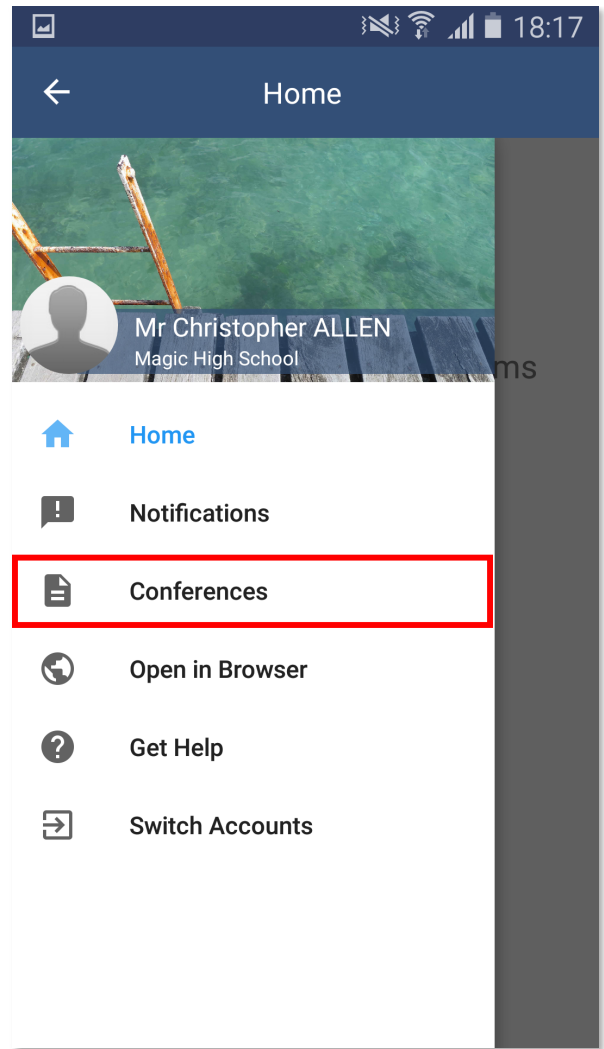 18:17
Home
Mr Christopher ALLEN
Magic High School
ms
Home
Notifications
Conferences
Open in Browser
Get Help
Switch Accounts